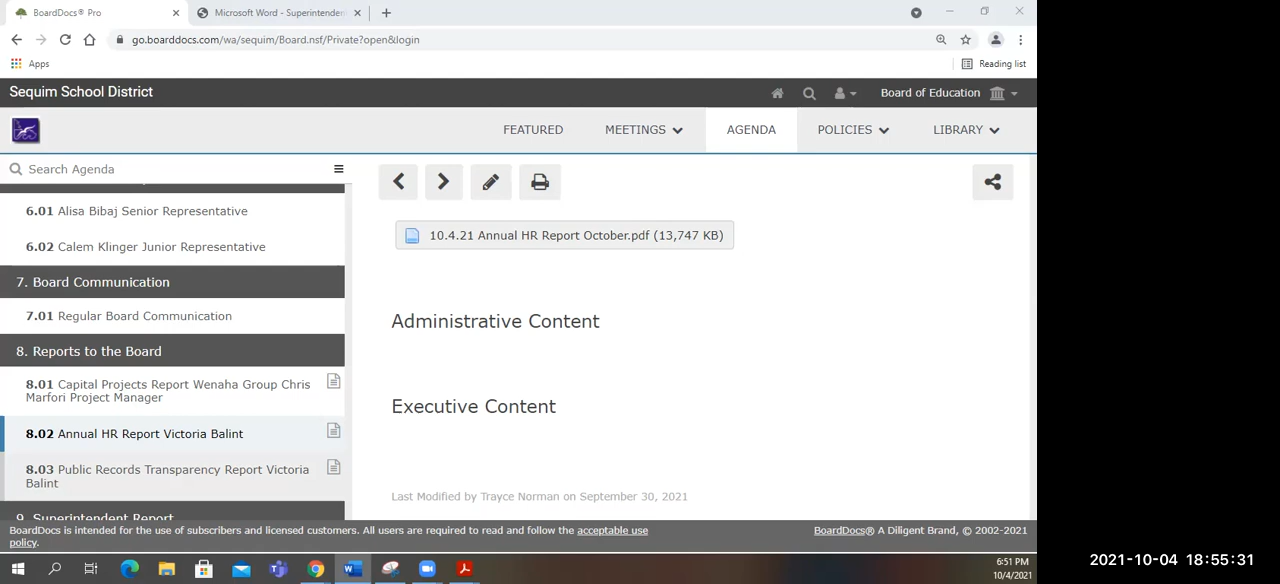 BoardDocs® Pro
Microsoft Word - Superintenden
go.boarddocs.com/wa/sequim/Board.nsf/Private?open&login
Apps
Reading list
Sequim School District
Board of Education
FEATURED
MEETINGS
AGENDA
POLICIES
LIBRARY
Search Agenda
6.01 Alisa Bibaj Senior Representative
6.02 Calem Klinger Junior Representative
7. Board Communication
7.01 Regular Board Communication
8. Reports to the Board
8.01 Capital Projects Report Wenaha Group Chris
Marfori Project Manager
8.02 Annual HR Report Victoria Balint
8.03 Public Records Transparency Report Victoria
Balint
9. Superintendent Report
10.4.21 Annual HR Report October.pdf (13,747 KB)
Administrative Content
Executive Content
Last Modified by Trayce Norman on September 30, 2021
BoardDocs is intended for the use of subscribers and licensed customers. All users are required to read and follow the acceptable use
policy.
BoardDocs® A Diligent Brand, © 2002-2021
6:51 PM
10/4/2021
2021-10-04 18:55:31